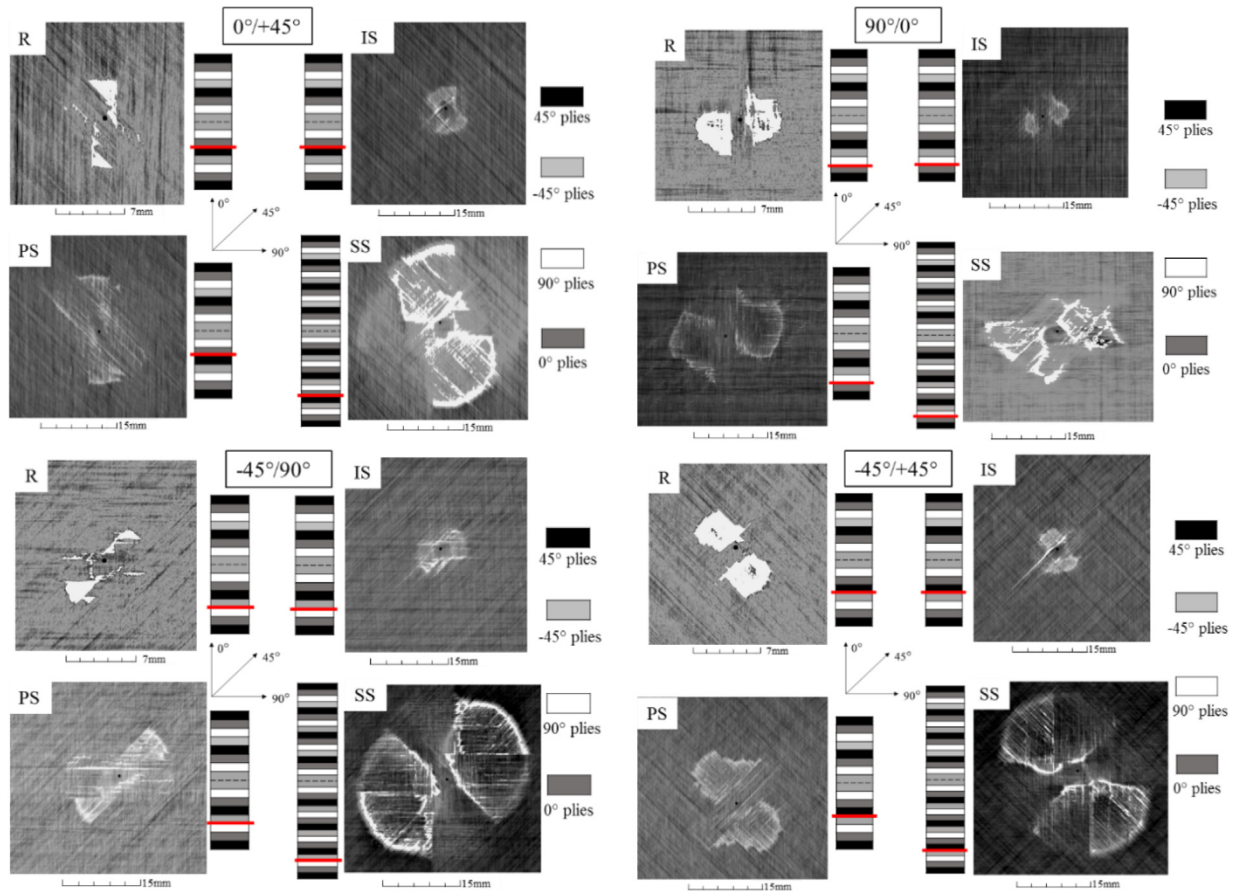 0°/+45°
R
IS
45° plies
-45° plies
7mm
15mm
0°
45°
90°
PS
SS
90° plies
0° plies
15mm
15mm
90°/0°
R
IS
45° plies
-45° plies
7mm
15mm
0°
45°
90°
PS
SS
90° plies
0° plies
15mm
15mm
-45°/90°
R
IS
45° plies
-45° plies
7mm
15mm
0°
45°
90°
PS
SS
90° plies
0° plies
15mm
15mm
-45°/+45°
R
IS
45° plies
-45° plies
7mm
15mm
0°
45°
90°
PS
SS
90° plies
0° plies
15mm
15mm